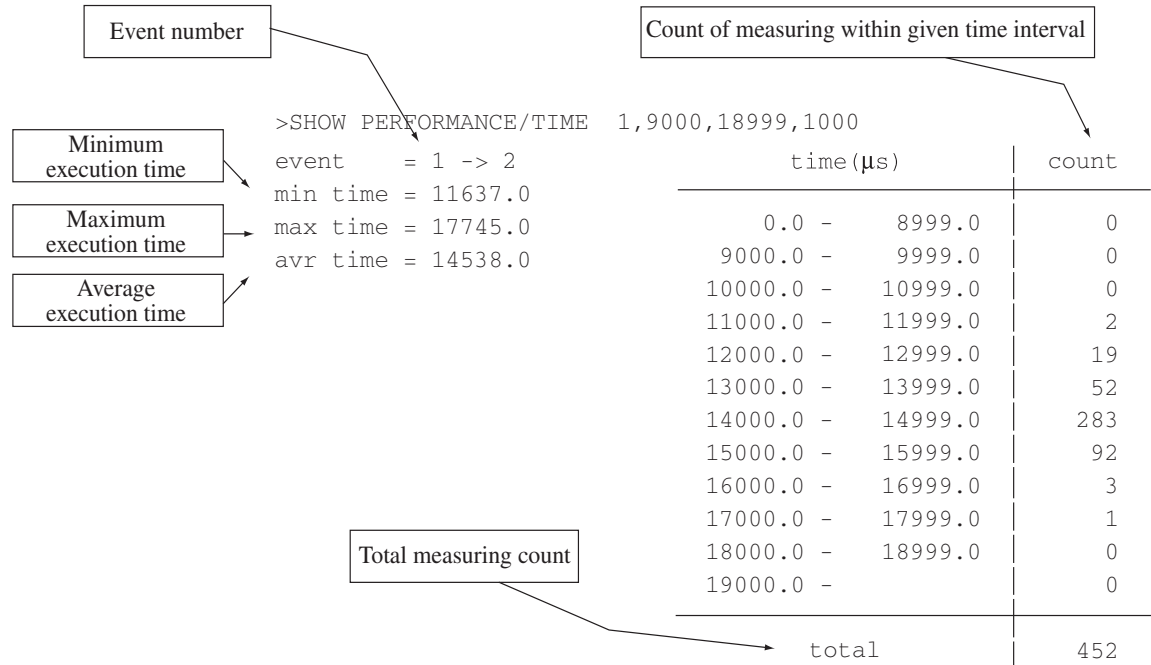 Event number
Count of measuring within given time interval
>SHOW PERFORMANCE/TIME 1,9000,18999,1000
Minimum
execution time
event = 1 -> 2
min time = 11637.0
Maximum
execution time
max time = 17745.0
avr time = 14538.0
Average
execution time
time(μs) | count
0.0 - 8999.0 | 0
9000.0 - 9999.0 | 0
10000.0 - 10999.0 | 0
11000.0 - 11999.0 | 2
12000.0 - 12999.0 | 19
13000.0 - 13999.0 | 52
14000.0 - 14999.0 | 283
15000.0 - 15999.0 | 92
16000.0 - 16999.0 | 3
17000.0 - 17999.0 | 1
18000.0 - 18999.0 | 0
19000.0 - | 0
Total measuring count
total | 452